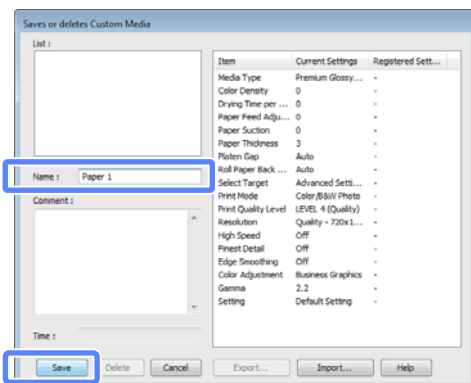 Saves or deletes Custom Media
List :
Item Current Settings Registered Sett...
Media Type Premium Glossy... -
Color Density 0 -
Drying Time per ... 0 -
Paper Feed Adju... 0 -
Paper Suction 0 -
Paper Thickness 3 -
Platen Gap Auto -
Roll Paper Back ... Auto -
Select Target Advanced Setti... -
Print Mode Color/B&W Photo -
Print Quality Level LEVEL 4 (Quality) -
Resolution Quality - 720x1... -
High Speed Off -
Finest Detail Off -
Edge Smoothing Off -
Color Adjustment Business Graphics -
Gamma 2.2 -
Setting Default Setting -
Name : Paper 1
Comment :
Time :
Save Delete Cancel Export... Import... Help